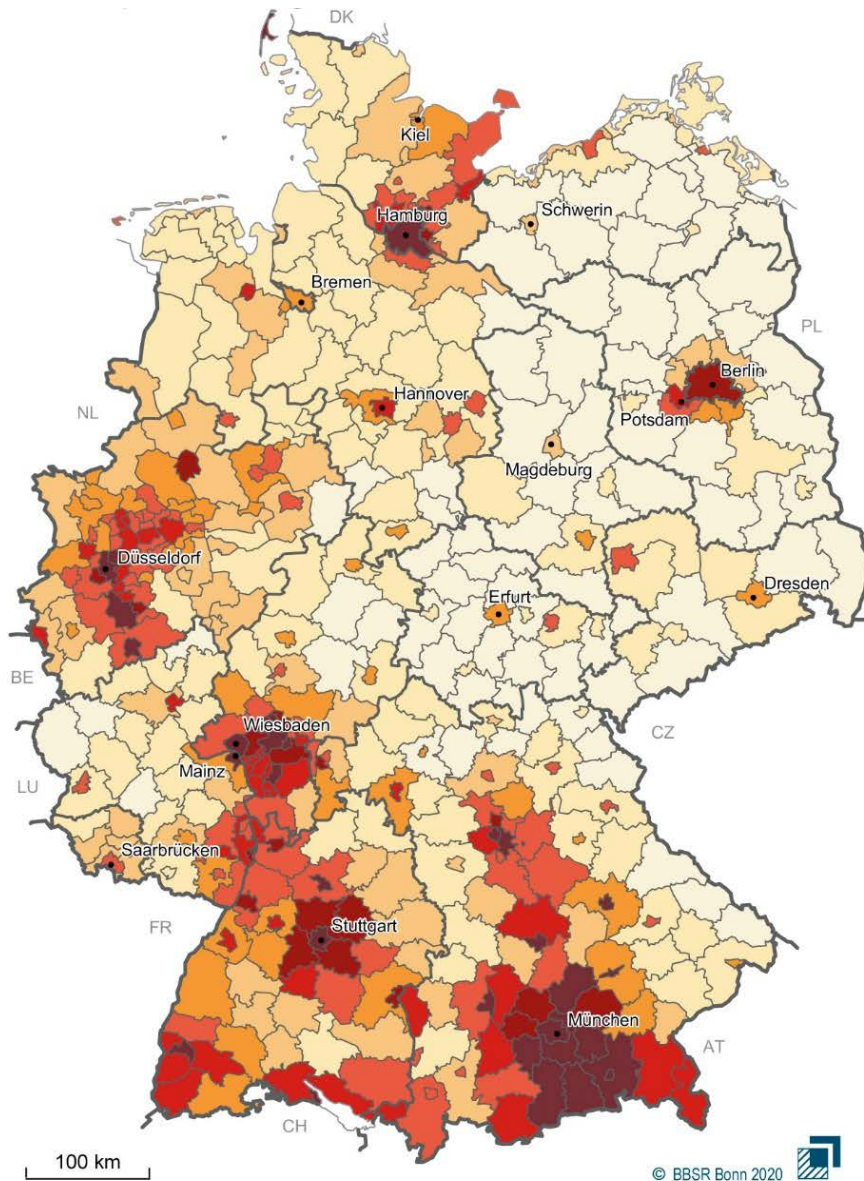 DK
Kiel
Hamburg
Schwerin
Bremen
PL
Berlin
Hannover
NL
Potsdam
Magdeburg
Düsseldorf
Erfurt
Dresden
BE
CZ
Wiesbaden
LU
Mainz
Saarbrücken
FR
Stuttgart
München
AT
CH
100 km
© BBSR Bonn 2020